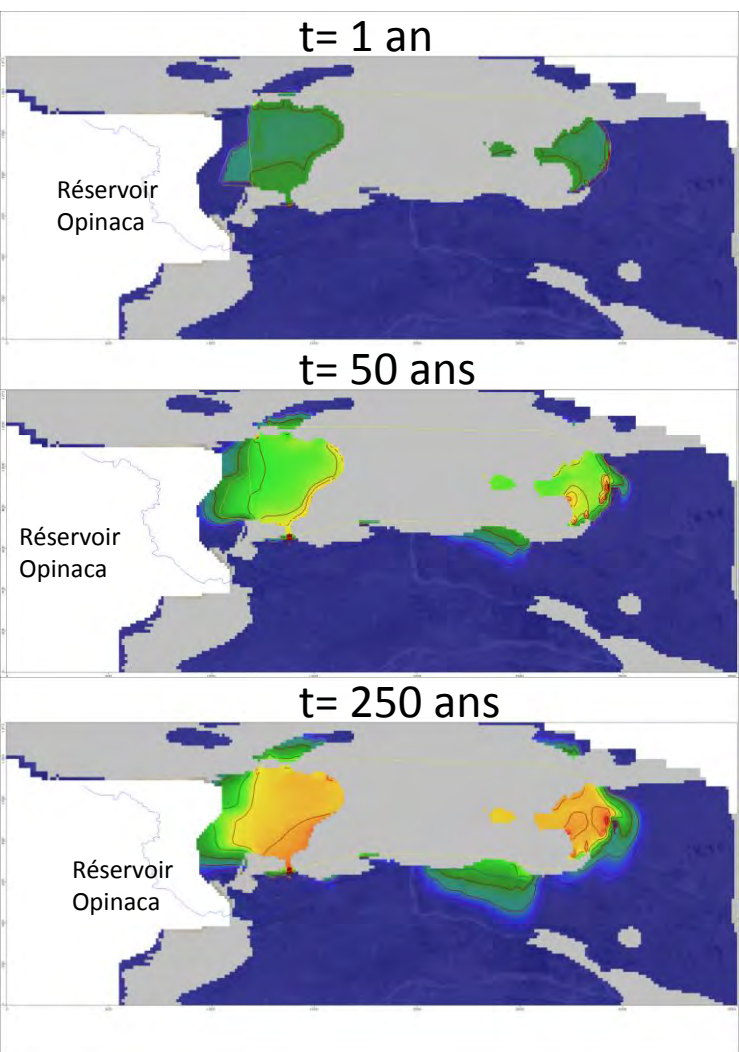 t= 1 an
Réservoir
Opinaca
t= 50 ans
Réservoir
Opinaca
t= 250 ans
Réservoir
Opinaca